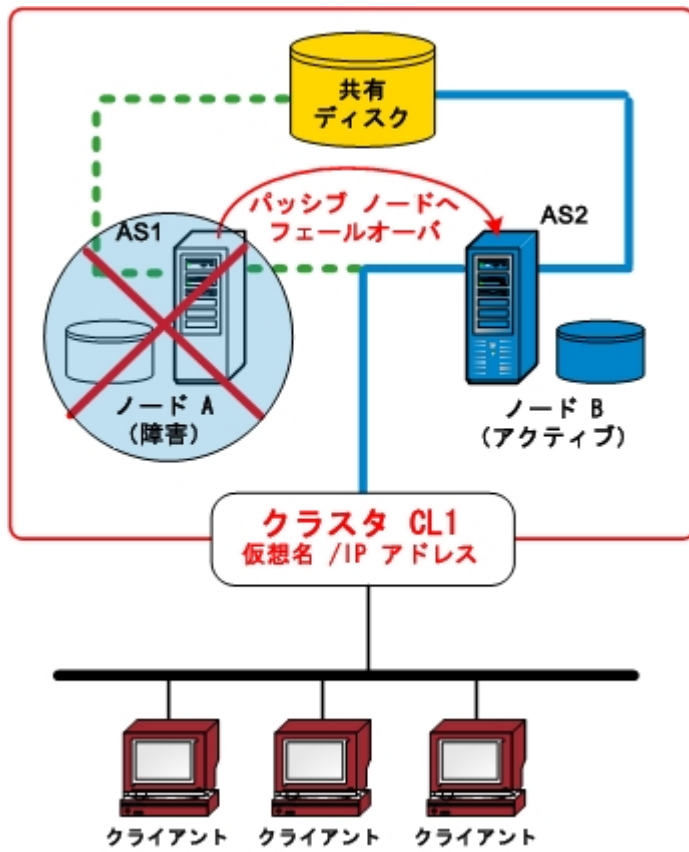 共有
ディスク
パッシブ ノードへ
フェールオーバ
AS1
AS2
ノード A
(障害)
ノード B
(アクティブ)
クラスタ CL1
仮想名 /IP アドレス
クライアント
クライアント
クライアント